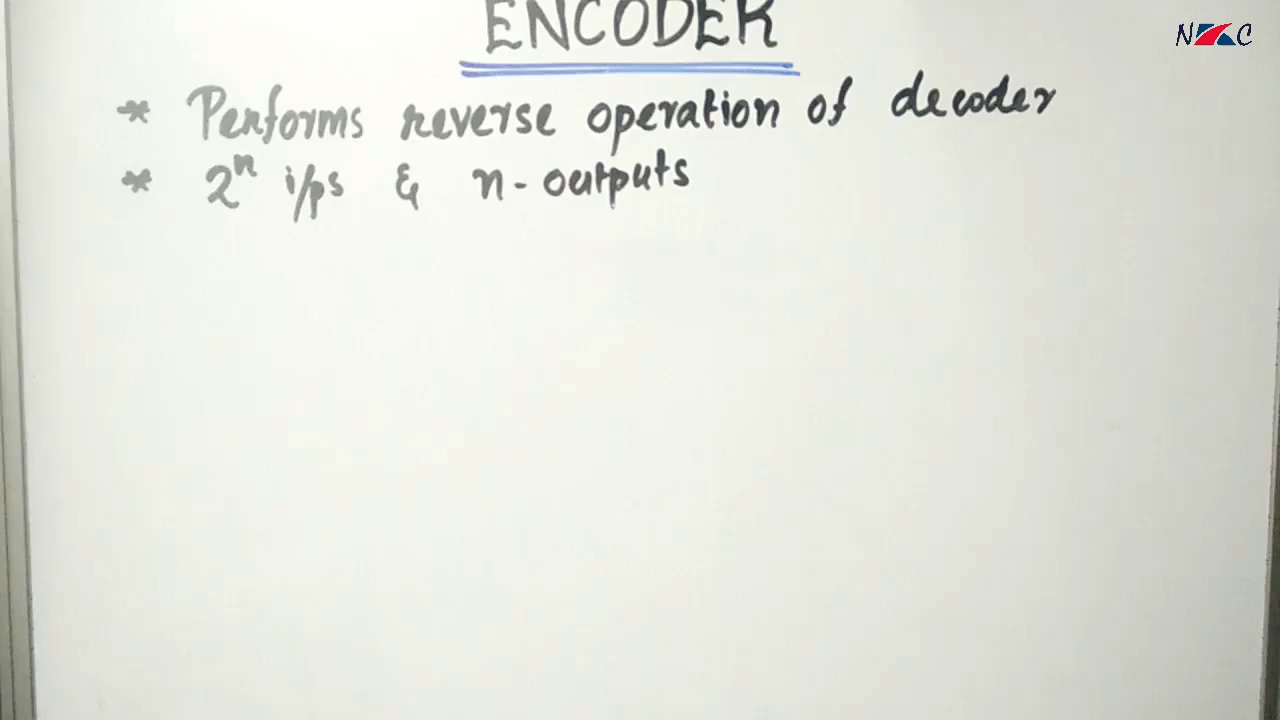 ENCODER
* Performs reverse operation of decoder
* 2ⁿ i/ps & n- outputs